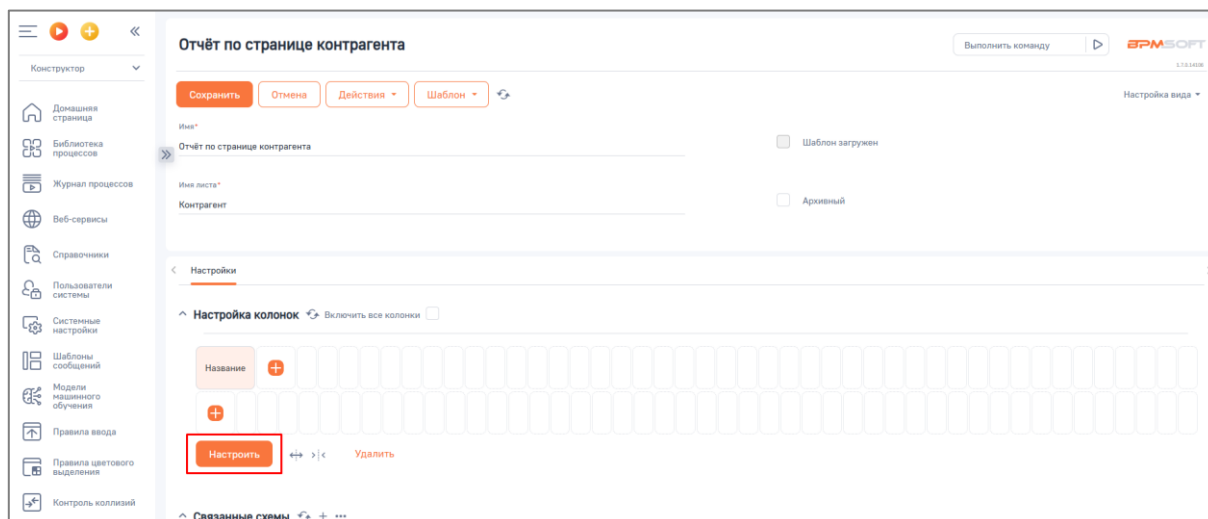 Отчёт по странице контрагента
Выполнить команду
BPMSOFT
Конструктор
Сохранить
Отмена
Действия
Шаблон
Настройка вида
Домашняя
страница
Имя*
Отчёт по странице контрагента
Шаблон загружен
Библиотека
процессов
Журнал процессов
Имя листа*
Контрагент
Архивный
Веб-сервисы
Справочники
Настройки
Пользователи
системы
Настройка колонок
Включить все колонки
Системные
настройки
Шаблоны
сообщений
Название
Модели
машинного
обучения
Правила ввода
Настроить
Удалить
Правила цветового
выделения
Контроль коллизий
Связанные схемы